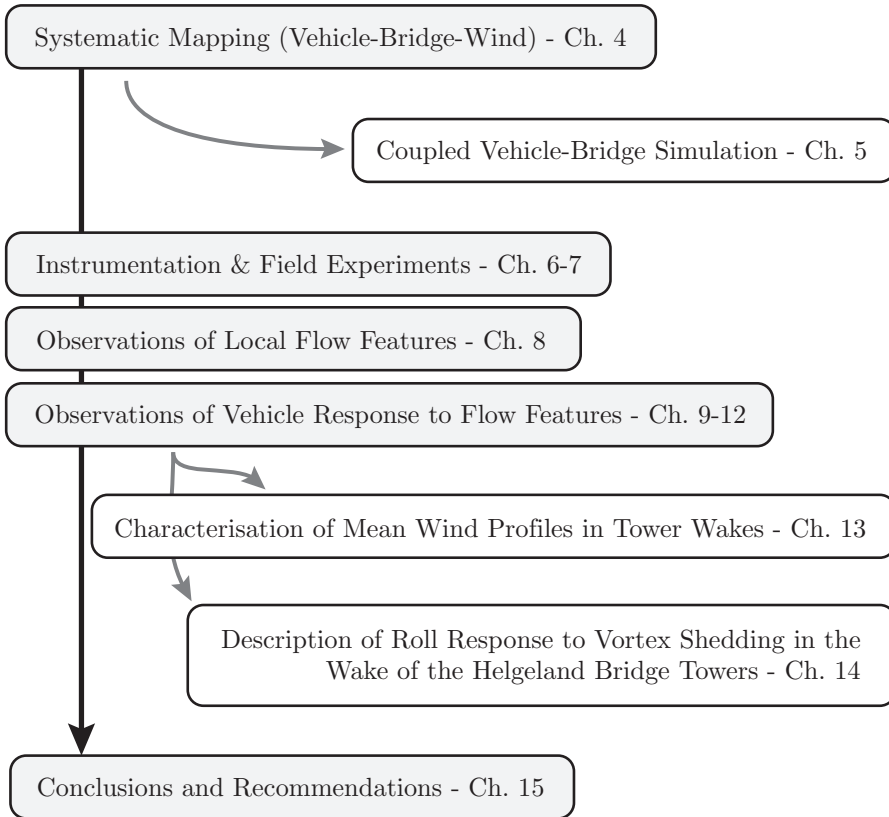 Systematic Mapping (Vehicle-Bridge-Wind) - Ch. 4
Coupled Vehicle-Bridge Simulation - Ch. 5
Instrumentation & Field Experiments - Ch. 6-7
Observations of Local Flow Features - Ch. 8
Observations of Vehicle Response to Flow Features - Ch. 9-12
Characterisation of Mean Wind Profiles in Tower Wakes - Ch. 13
Description of Roll Response to Vortex Shedding in the
Wake of the Helgeland Bridge Towers - Ch. 14
Conclusions and Recommendations - Ch. 15